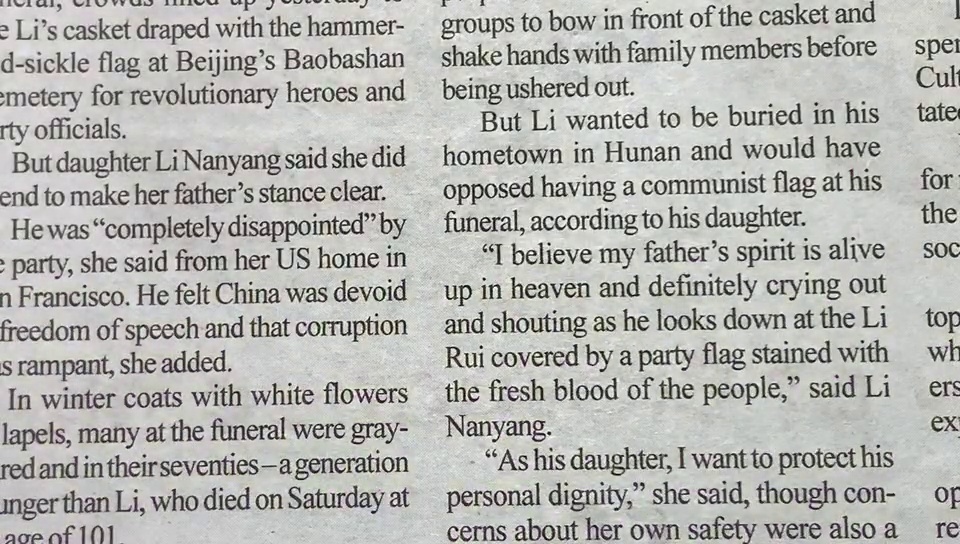 Li's casket draped with the hammer-
d-sickle flag at Beijing's Baobashan
emetery for revolutionary heroes and
rty officials.
But daughter Li Nanyang said she did
end to make her father's stance clear.
He was “completely disappointed” by
party, she said from her US home in
n Francisco. He felt China was devoid
freedom of speech and that corruption
s rampant, she added.
In winter coats with white flowers
lapels, many at the funeral were gray-
red and in their seventies – a generation
unger than Li, who died on Saturday at
age of 101.
groups to bow in front of the casket and
shake hands with family members before
being ushered out.
But Li wanted to be buried in his
hometown in Hunan and would have
opposed having a communist flag at his
funeral, according to his daughter.
“I believe my father's spirit is alive
up in heaven and definitely crying out
and shouting as he looks down at the Li
Rui covered by a party flag stained with
the fresh blood of the people,” said Li
Nanyang.
“As his daughter, I want to protect his
personal dignity,” she said, though con-
cerns about her own safety were also a
spe
Cul
tate
for
the
soc
top
wh
ers
ex
op
re